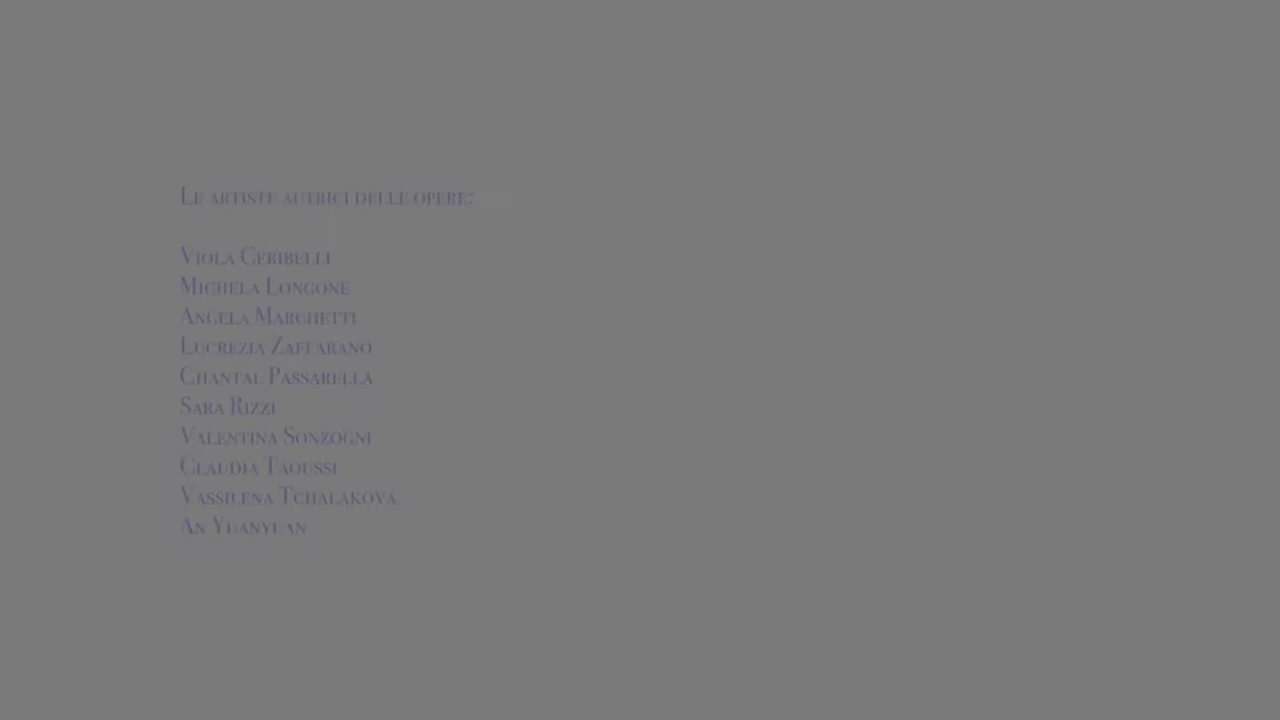 Le artiste autrici delle opere:
Viola Ceribelli
Michela Longone
Angela Marchetti
Lucrezia Zaffarano
Chantal Passarella
Sara Rizzi
Valentina Sonzogni
Claudia Taoussi
Vassilena Tchalakova
An Yuanyuan